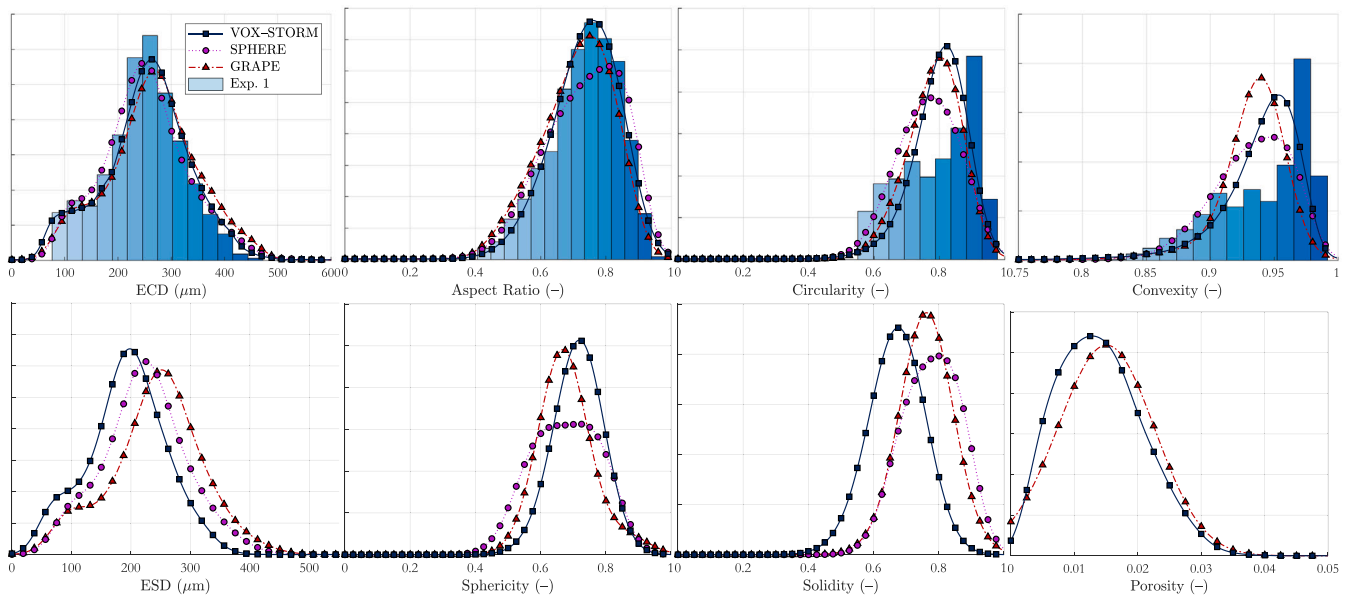 VOX–STORM
SPHERE
GRAPE
Exp. 1
0 100 200 300 400 500 600
ECD (μm)
0 0.2 0.4 0.6 0.8 1
Aspect Ratio (–)
0 0.2 0.4 0.6 0.8 1
Circularity (–)
0.75 0.8 0.85 0.9 0.95 1
Convexity (–)
0 100 200 300 400 500
ESD (μm)
0 0.2 0.4 0.6 0.8 1
Sphericity (–)
0 0.2 0.4 0.6 0.8 1
Solidity (–)
0 0.01 0.02 0.03 0.04 0.05
Porosity (–)